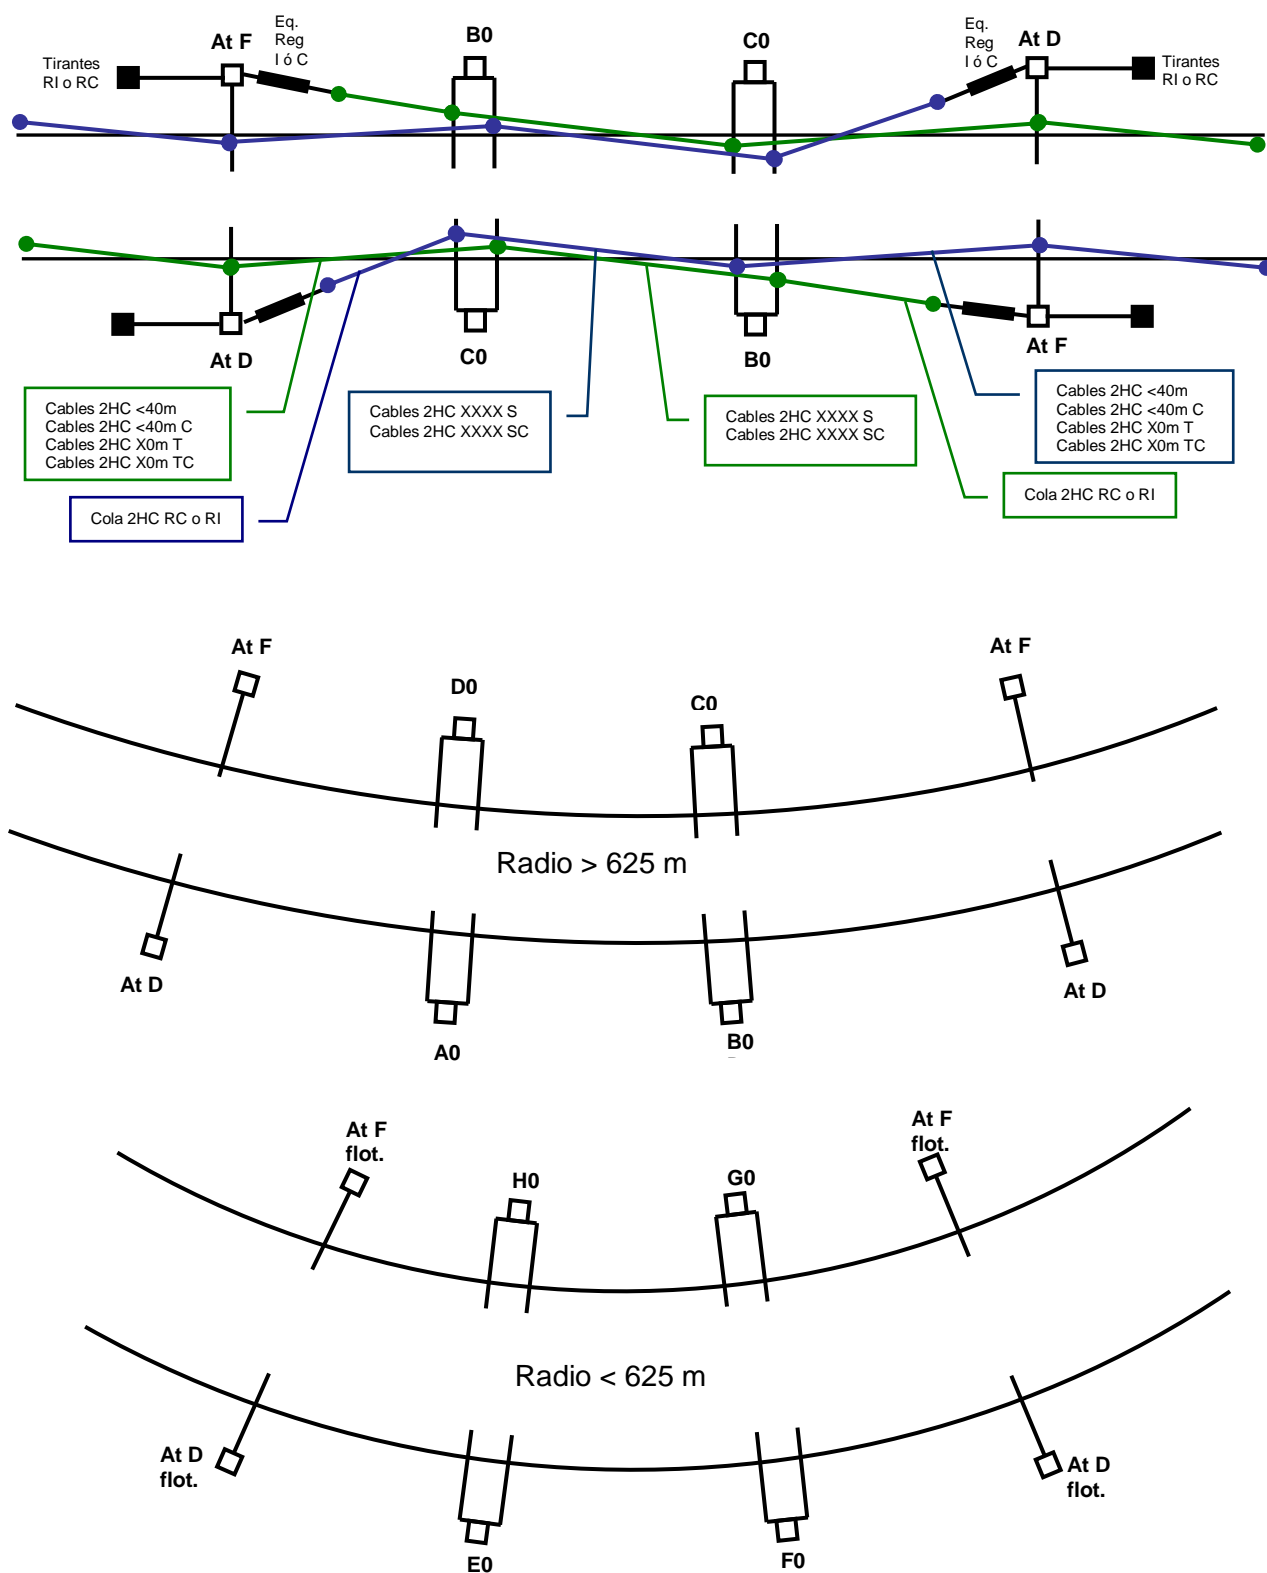 Eq.
Reg
I ó C
At F
B0
C0
Eq.
Reg
I ó C
At D
Tirantes
RI o RC
Tirantes
RI o RC
At D
C0
B0
At F
Cables 2HC <40m
Cables 2HC <40m C
Cables 2HC X0m T
Cables 2HC X0m TC
Cables 2HC XXXX S
Cables 2HC XXXX SC
Cables 2HC XXXX S
Cables 2HC XXXX SC
Cables 2HC <40m
Cables 2HC <40m C
Cables 2HC X0m T
Cables 2HC X0m TC
Cola 2HC RC o RI
Cola 2HC RC o RI
At F
D0
C0
At F
Radio > 625 m
At D
A0
B0
At D
At F
flot.
H0
G0
At F
flot.
Radio < 625 m
At D
flot.
E0
F0
At D
flot.